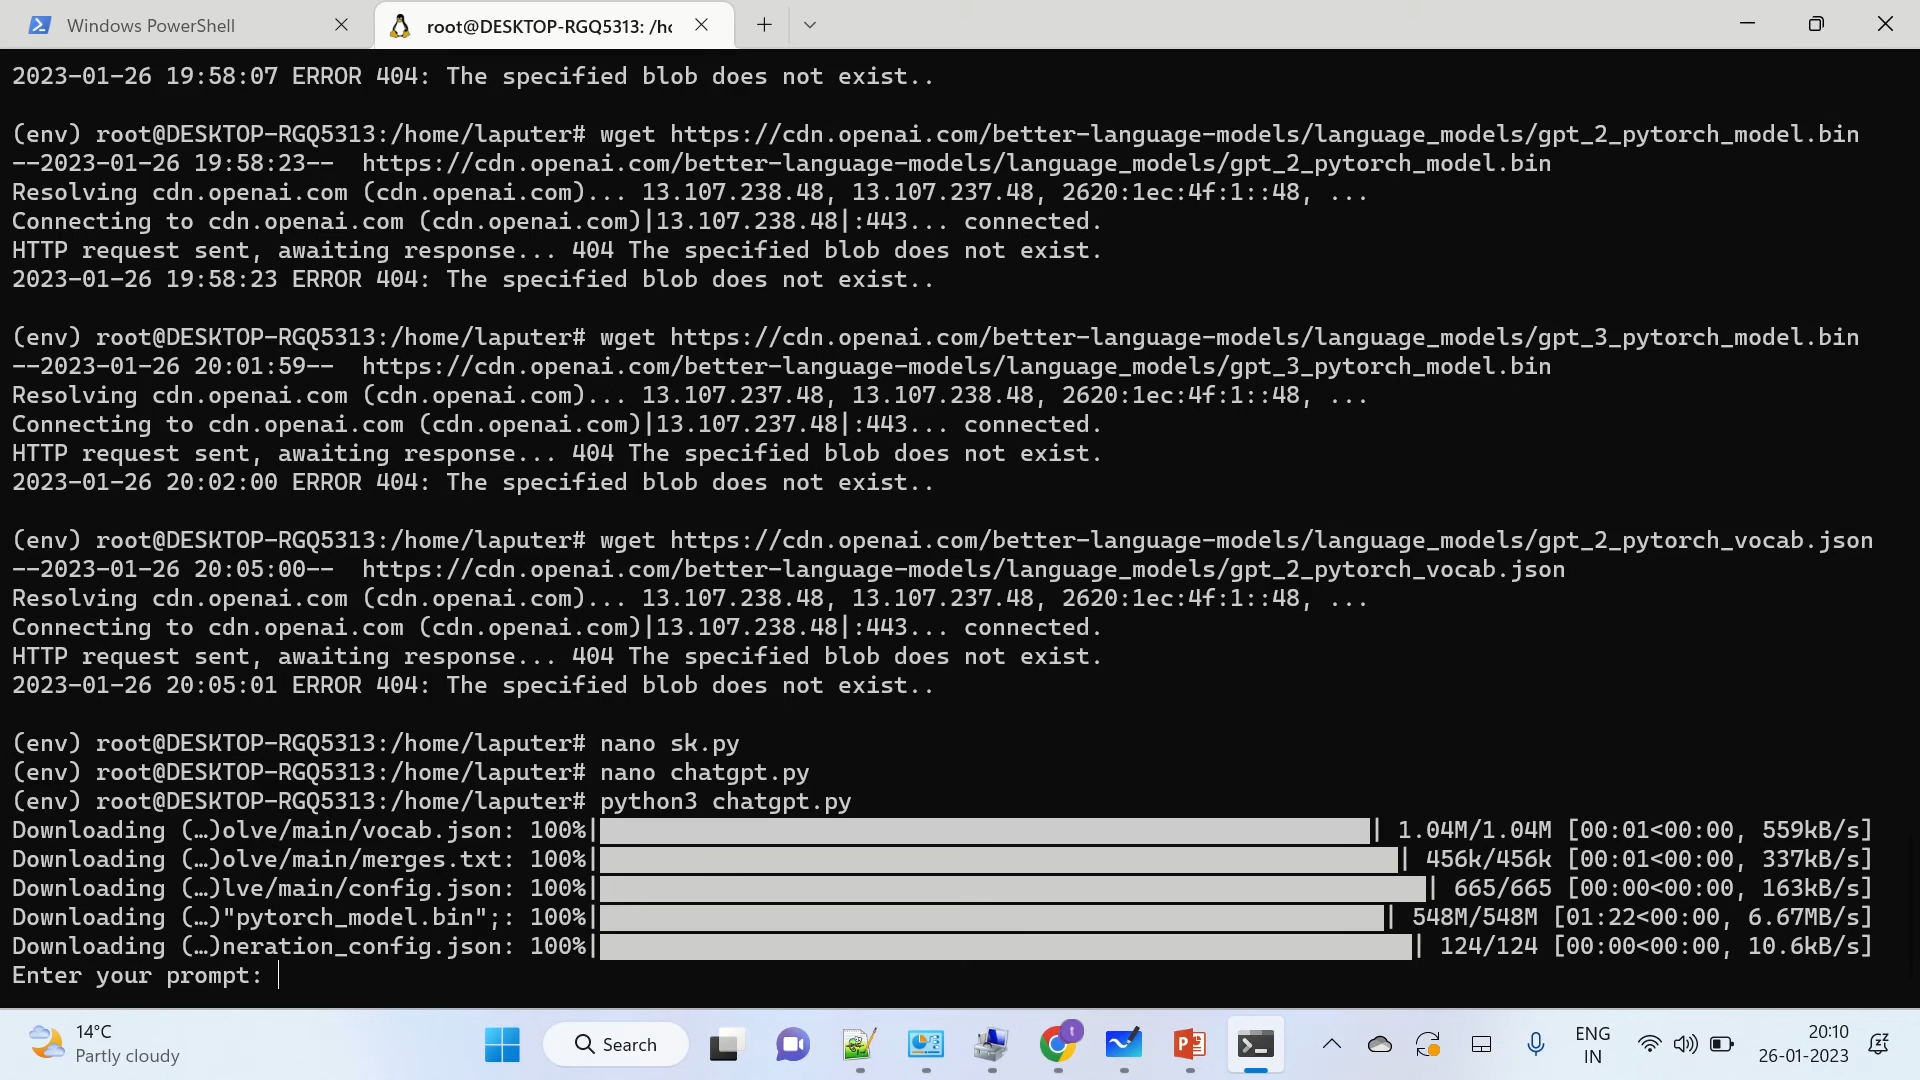 Windows PowerShell
root@DESKTOP-RGQ5313: /hc
2023-01-26 19:58:07 ERROR 404: The specified blob does not exist..
(env) root@DESKTOP-RGQ5313:/home/laputer# wget https://cdn.openai.com/better-language-models/language_models/gpt_2_pytorch_model.bin
--2023-01-26 19:58:23-- https://cdn.openai.com/better-language-models/language_models/gpt_2_pytorch_model.bin
Resolving cdn.openai.com (cdn.openai.com)... 13.107.238.48, 13.107.237.48, 2620:1ec:4f:1::48, ...
Connecting to cdn.openai.com (cdn.openai.com)|13.107.238.48|:443... connected.
HTTP request sent, awaiting response... 404 The specified blob does not exist.
2023-01-26 19:58:23 ERROR 404: The specified blob does not exist..
(env) root@DESKTOP-RGQ5313:/home/laputer# wget https://cdn.openai.com/better-language-models/language_models/gpt_3_pytorch_model.bin
--2023-01-26 20:01:59-- https://cdn.openai.com/better-language-models/language_models/gpt_3_pytorch_model.bin
Resolving cdn.openai.com (cdn.openai.com)... 13.107.237.48, 13.107.238.48, 2620:1ec:4f:1::48, ...
Connecting to cdn.openai.com (cdn.openai.com)|13.107.237.48|:443... connected.
HTTP request sent, awaiting response... 404 The specified blob does not exist.
2023-01-26 20:02:00 ERROR 404: The specified blob does not exist..
(env) root@DESKTOP-RGQ5313:/home/laputer# wget https://cdn.openai.com/better-language-models/language_models/gpt_2_pytorch_vocab.json
--2023-01-26 20:05:00-- https://cdn.openai.com/better-language-models/language_models/gpt_2_pytorch_vocab.json
Resolving cdn.openai.com (cdn.openai.com)... 13.107.238.48, 13.107.237.48, 2620:1ec:4f:1::48, ...
Connecting to cdn.openai.com (cdn.openai.com)|13.107.238.48|:443... connected.
HTTP request sent, awaiting response... 404 The specified blob does not exist.
2023-01-26 20:05:01 ERROR 404: The specified blob does not exist..
(env) root@DESKTOP-RGQ5313:/home/laputer# nano sk.py
(env) root@DESKTOP-RGQ5313:/home/laputer# nano chatgpt.py
(env) root@DESKTOP-RGQ5313:/home/laputer# python3 chatgpt.py
Downloading (…)olve/main/vocab.json: 100%| | 1.04M/1.04M [00:01<00:00, 559kB/s]
Downloading (…)olve/main/merges.txt: 100%| | 456k/456k [00:01<00:00, 337kB/s]
Downloading (…)lve/main/config.json: 100%| | 665/665 [00:00<00:00, 163kB/s]
Downloading (…)"pytorch_model.bin";: 100%| | 548M/548M [01:22<00:00, 6.67MB/s]
Downloading (…)neration_config.json: 100%| | 124/124 [00:00<00:00, 10.6kB/s]
Enter your prompt:
14°C
Partly cloudy
Search
t
ENG
IN
20:10
26-01-2023